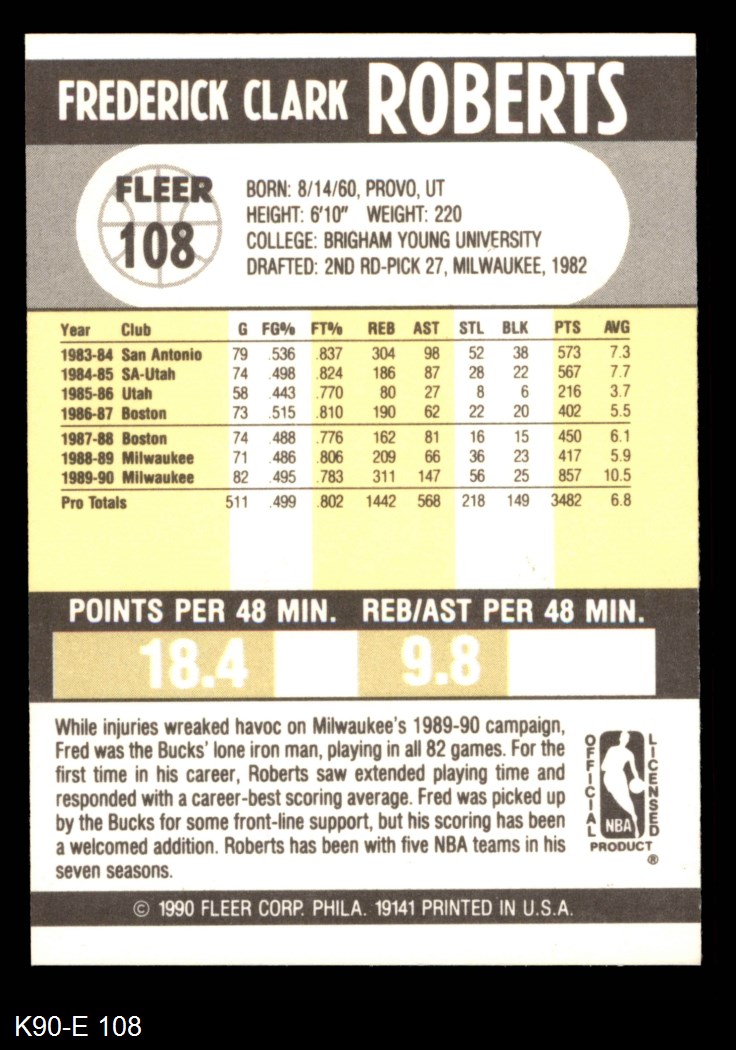 FREDERICK CLARK ROBERTS
FLEER
108
BORN: 8/14/60, PROVO, UT
HEIGHT: 6'10" WEIGHT: 220
COLLEGE: BRIGHAM YOUNG UNIVERSITY
DRAFTED: 2ND RD-PICK 27, MILWAUKEE, 1982
Year Club G FG% FT% REB AST STL BLK PTS AVG
1983-84 San Antonio 79 .536 .837 304 98 52 38 573 7.3
1984-85 SA-Utah 74 .498 .824 186 87 28 22 567 7.7
1985-86 Utah 58 .443 .770 80 27 8 6 216 3.7
1986-87 Boston 73 .515 .810 190 62 22 20 402 5.5
1987-88 Boston 74 .488 .776 162 81 16 15 450 6.1
1988-89 Milwaukee 71 .486 .806 209 66 36 23 417 5.9
1989-90 Milwaukee 82 .495 .783 311 147 56 25 857 10.5
Pro Totals 511 .499 .802 1442 568 218 149 3482 6.8
POINTS PER 48 MIN. REB/AST PER 48 MIN.
18.4 9.8
While injuries wreaked havoc on Milwaukee's 1989-90 campaign,
Fred was the Bucks' lone iron man, playing in all 82 games. For the
first time in his career, Roberts saw extended playing time and
responded with a career-best scoring average. Fred was picked up
by the Bucks for some front-line support, but his scoring has been
a welcomed addition. Roberts has been with five NBA teams in his
seven seasons.
OFFICIAL
NBA
LICENSED
PRODUCT
®
© 1990 FLEER CORP. PHILA. 19141 PRINTED IN U.S.A.
K90-E 108